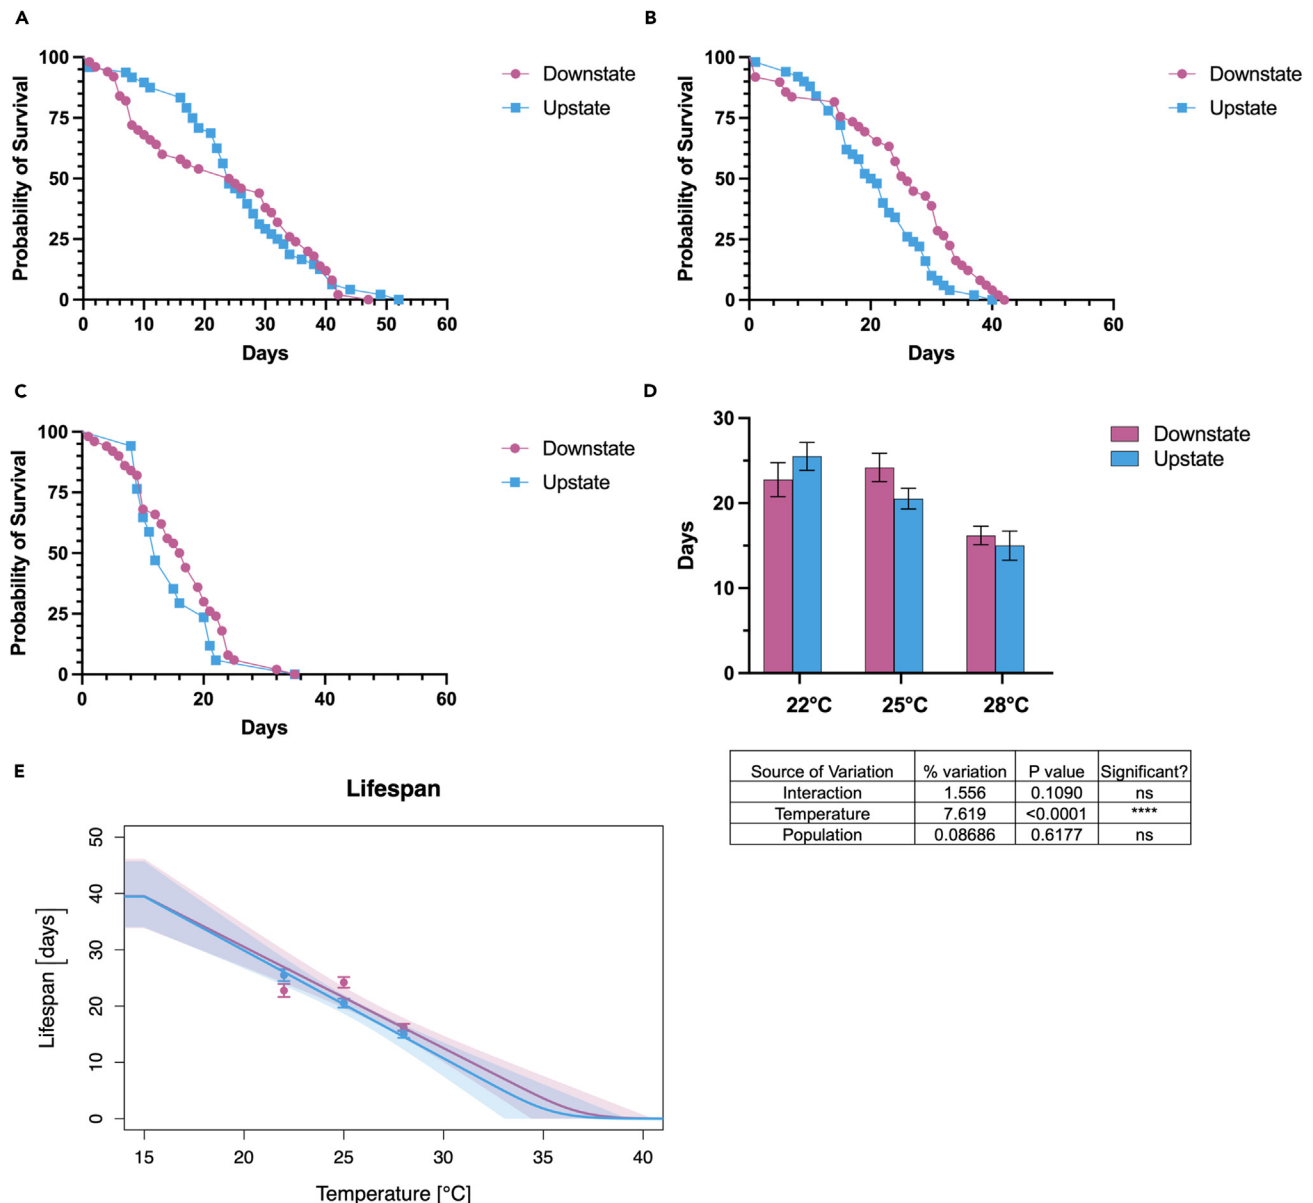 A
100
75
50
25
0
Probability of Survival
0 10 20 30 40 50 60
Days
Downstate
Upstate
B
100
75
50
25
0
Probability of Survival
0 20 40 60
Days
Downstate
Upstate
C
100
75
50
25
0
Probability of Survival
0 20 40 60
Days
Downstate
Upstate
D
30
20
10
0
Days
22°C 25°C 28°C
Downstate
Upstate
Source of Variation % variation P value Significant?
Interaction 1.556 0.1090 ns
Temperature 7.619 <0.0001 ****
Population 0.08686 0.6177 ns
E
Lifespan
50
40
30
20
10
0
Lifespan [days]
15 20 25 30 35 40
Temperature [°C]